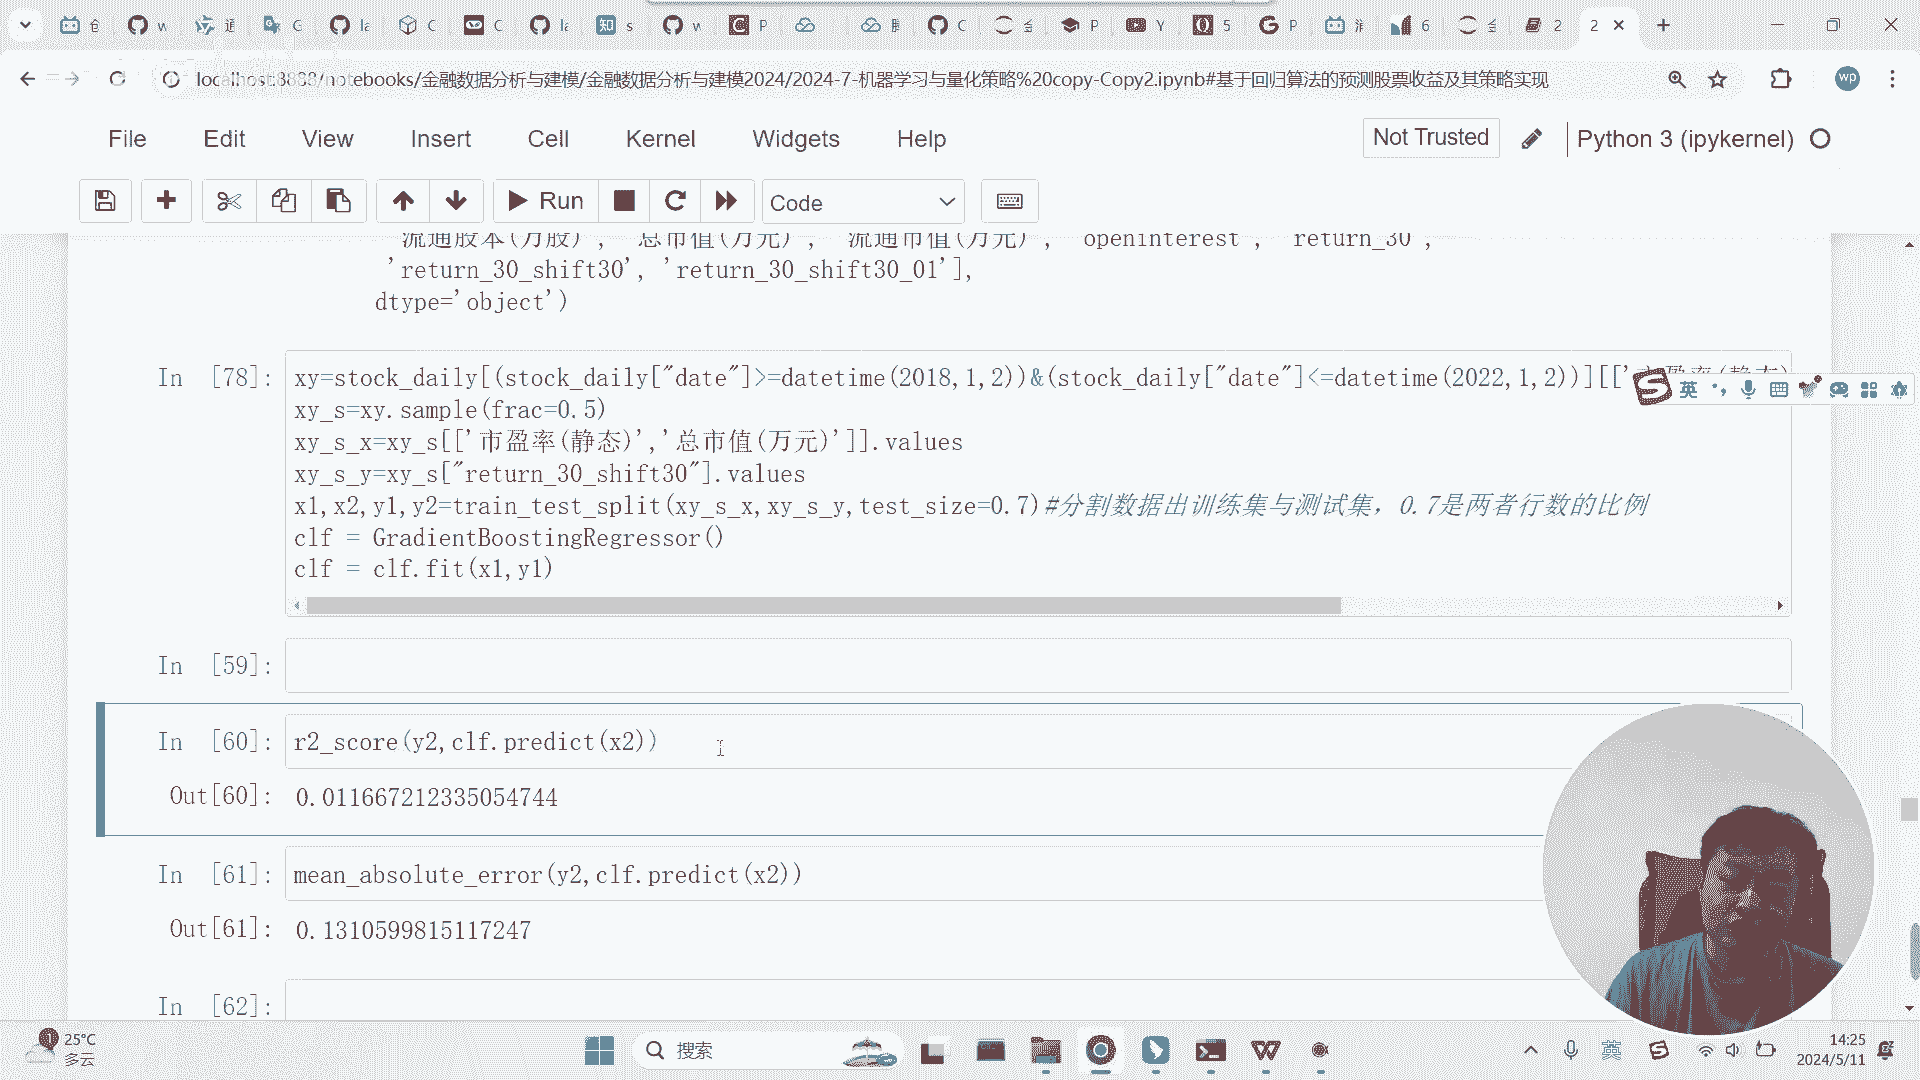 localhost:8888/notebooks/金融数据分析与建模/金融数据分析与建模2024/2024-7-机器学习与量化策略%20copy-Copy2.ipynb#基于回归算法的预测股票收益及其策略实现
wp
File Edit View Insert Cell Kernel Widgets Help
Not Trusted
Python 3 (ipykernel)
Run
Code
流通股本(万股)', '总市值(万元)', '流通市值(万元)', 'openinterest', 'return_30',
'return_30_shift30', 'return_30_shift30_01'],
dtype='object')
In [78]:
xy=stock_daily[(stock_daily["date"]>=datetime(2018,1,2))&(stock_daily["date"]<=datetime(2022,1,2))][['
xy_s=xy.sample(frac=0.5)
xy_s_x=xy_s[['市盈率(静态)','总市值(万元)']].values
xy_s_y=xy_s["return_30_shift30"].values
x1,x2,y1,y2=train_test_split(xy_s_x,xy_s_y,test_size=0.7)#分割数据出训练集与测试集，0.7是两者行数的比例
clf = GradientBoostingRegressor()
clf = clf.fit(x1,y1)
英
In [59]:
In [60]:
r2_score(y2,clf.predict(x2))
Out[60]:
0.011667212335054744
In [61]:
mean_absolute_error(y2,clf.predict(x2))
Out[61]:
0.1310599815117247
In [62]:
25°C
多云
搜索
英
14:25
2024/5/11